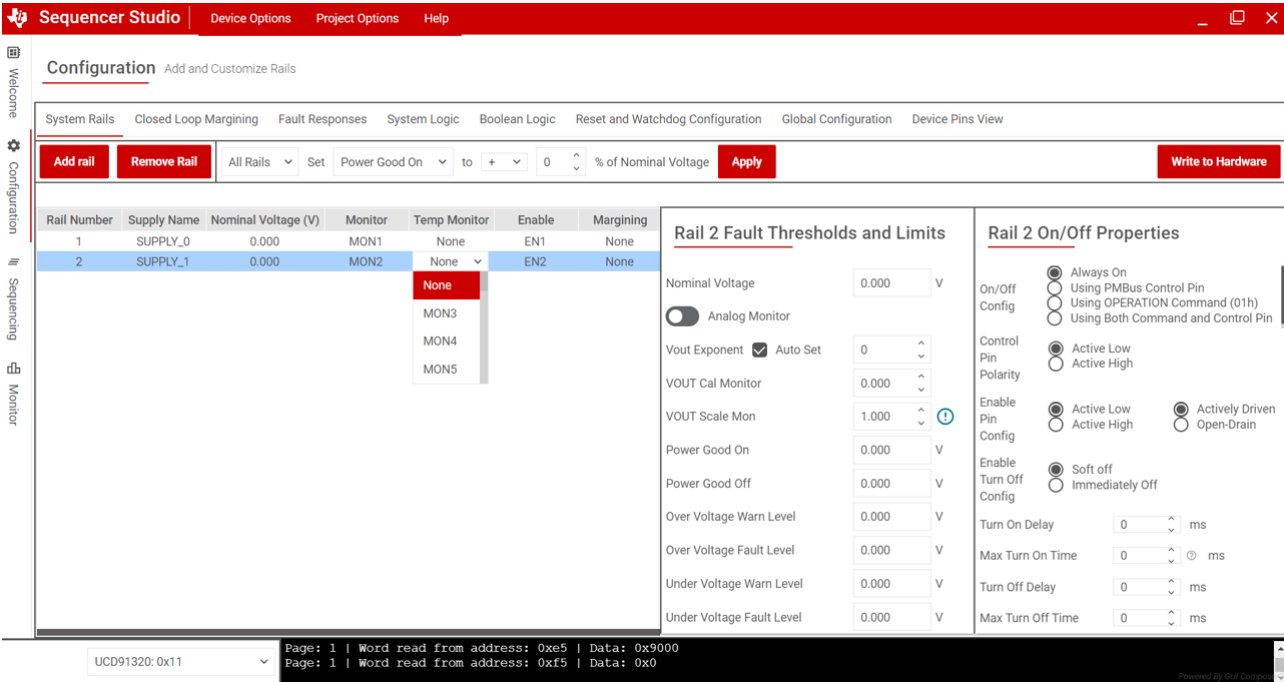 Sequencer Studio Device Options Project Options Help
Welcome
Configuration
Sequencing
Monitor
Configuration Add and Customize Rails
System Rails Closed Loop Margining Fault Responses System Logic Boolean Logic Reset and Watchdog Configuration Global Configuration Device Pins View
Add rail Remove Rail All Rails Set Power Good On to + 0 % of Nominal Voltage Apply Write to Hardware
Rail Number Supply Name Nominal Voltage (V) Monitor Temp Monitor Enable Margining
1 SUPPLY_0 0.000 MON1 None EN1 None
2 SUPPLY_1 0.000 MON2 None EN2 None
None
MON3
MON4
MON5
Rail 2 Fault Thresholds and Limits
Nominal Voltage 0.000 V
Analog Monitor
Vout Exponent Auto Set 0
VOUT Cal Monitor 0.000
VOUT Scale Mon 1.000
Power Good On 0.000 V
Power Good Off 0.000 V
Over Voltage Warn Level 0.000 V
Over Voltage Fault Level 0.000 V
Under Voltage Warn Level 0.000 V
Under Voltage Fault Level 0.000 V
Rail 2 On/Off Properties
On/Off
Config
Always On
Using PMBus Control Pin
Using OPERATION Command (01h)
Using Both Command and Control Pin
Control
Pin
Polarity
Active Low
Active High
Enable
Pin
Config
Active Low Actively Driven
Active High Open-Drain
Enable
Turn Off
Config
Soft off
Immediately Off
Turn On Delay 0 ms
Max Turn On Time 0 ms
Turn Off Delay 0 ms
Max Turn Off Time 0 ms
UCD91320: 0x11
Page: 1 | Word read from address: 0xe5 | Data: 0x9000
Page: 1 | Word read from address: 0xf5 | Data: 0x0
Powered By GUI